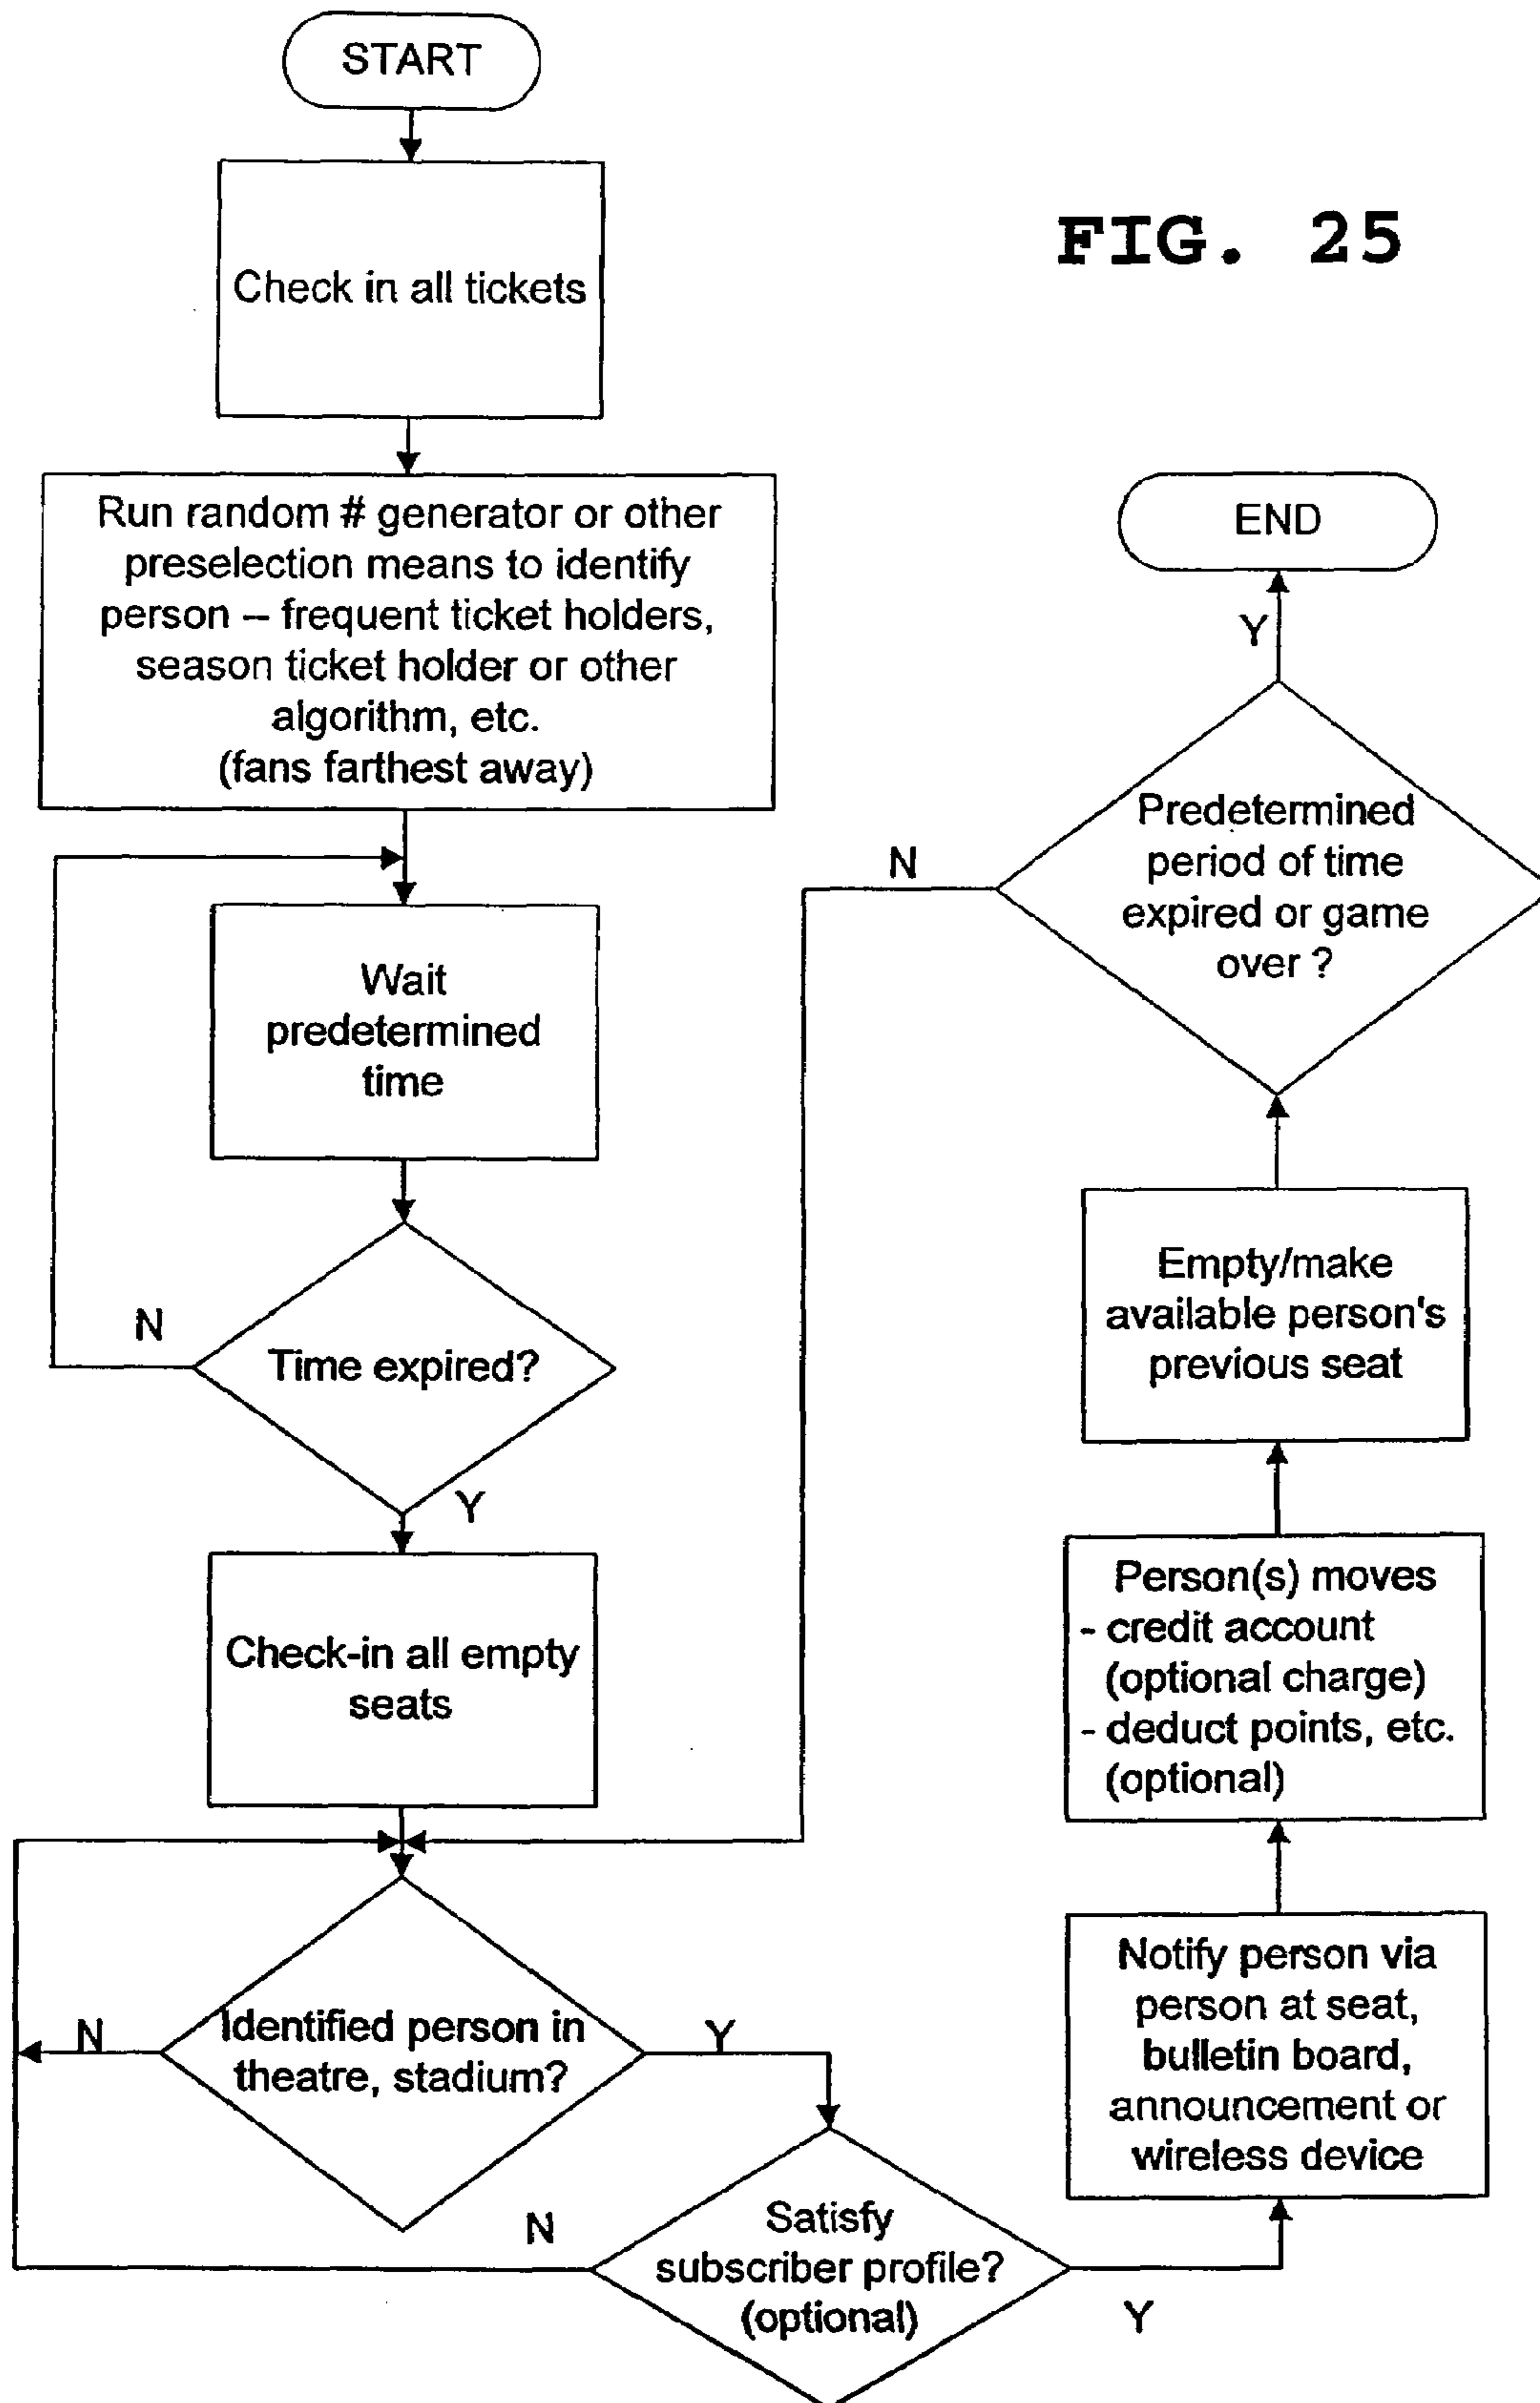 START
FIG. 25
Check in all tickets
Run random # generator or other
preselection means to identify
person – frequent ticket holders,
season ticket holder or other
algorithm, etc.
(fans farthest away)
Wait
predetermined
time
Time expired?
N
Y
Check-in all empty
seats
Identified person in
theatre, stadium?
N
Y
Satisfy
subscriber profile?
(optional)
N
Y
Notify person via
person at seat,
bulletin board,
announcement or
wireless device
Person(s) moves
- credit account
(optional charge)
- deduct points, etc.
(optional)
Empty/make
available person's
previous seat
Predetermined
period of time
expired or game
over ?
N
Y
END